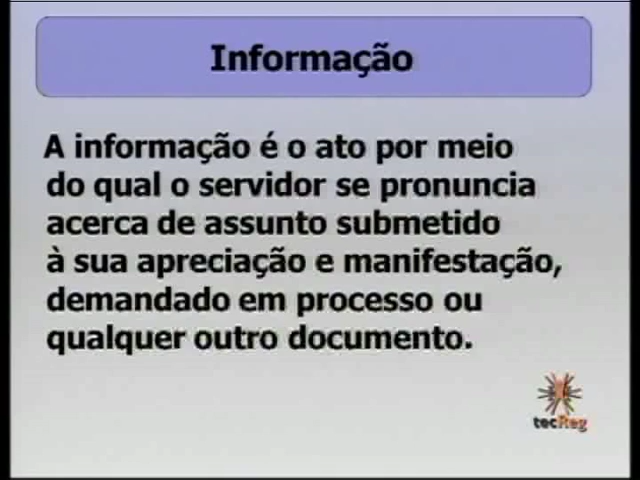 Informação
A informação é o ato por meio
do qual o servidor se pronuncia
acerca de assunto submetido
à sua apreciação e manifestação,
demandado em processo ou
qualquer outro documento.
tecReg